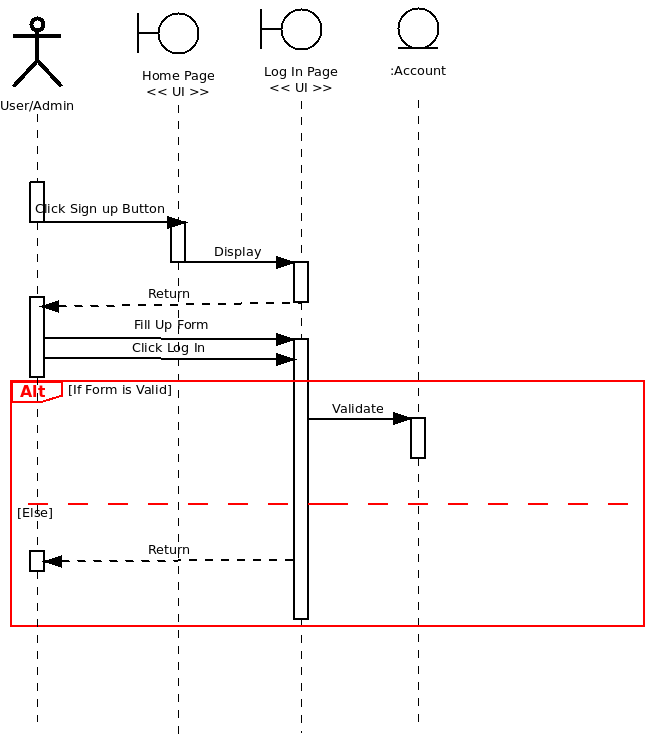 User/Admin
Home Page
<< UI >>
Log In Page
<< UI >>
:Account
Click Sign up Button
Display
Return
Fill Up Form
Click Log In
Alt
[If Form is Valid]
Validate
[Else]
Return